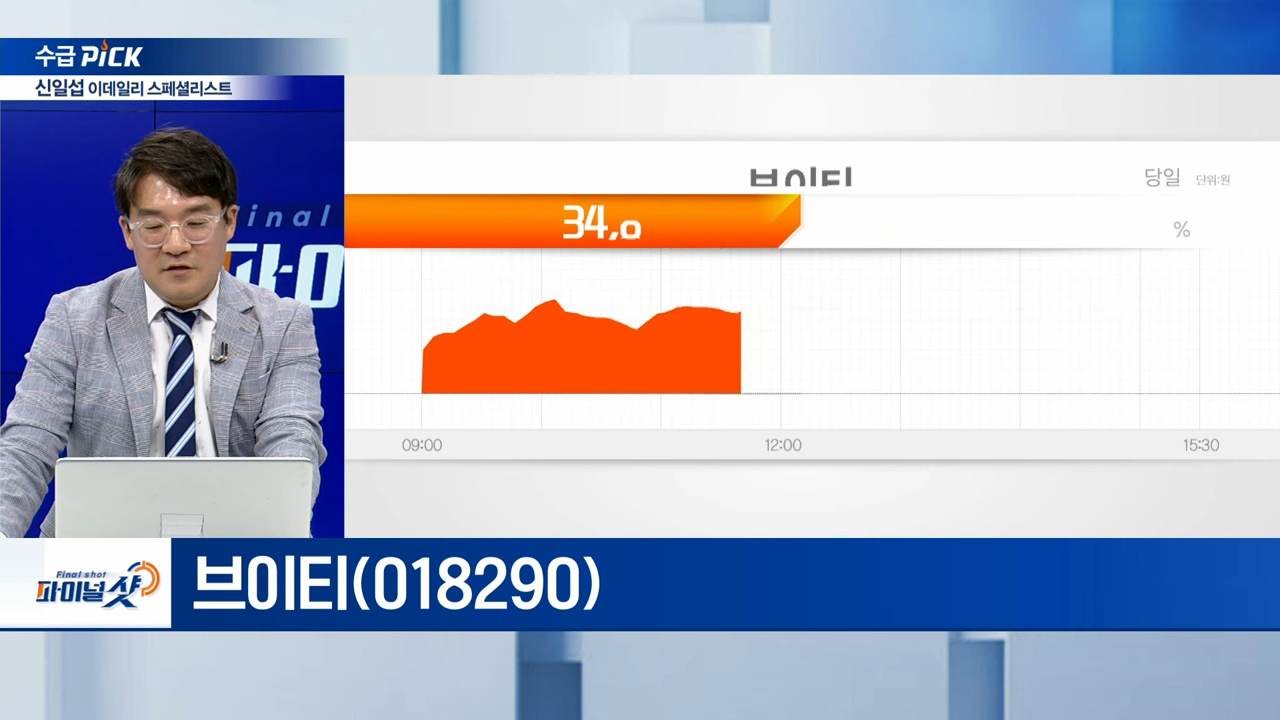 수급 PiCK
신일섭 이데일리 스페셜리스트
Final
파이
브이티
당일 단위:원
34,
%
09:00
12:00
15:30
Final shot
파이널샷
브이티(018290)